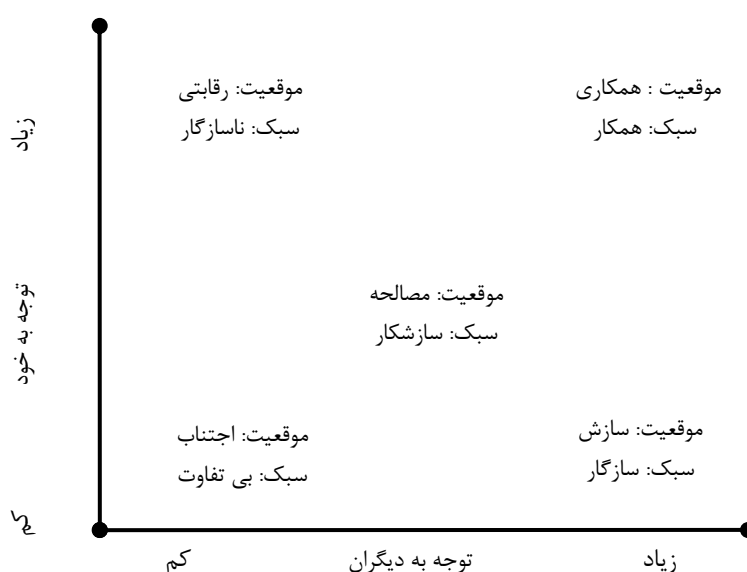 موقعیت : همکاری
سبک: همکار
موقعیت: رقابتی
سبک: ناسازگار
زیاد
موقعیت: مصالحه
سبک: سازشکار
توجه به خود
موقعیت: سازش
سبک: سازگار
موقعیت: اجتناب
سبک: بی تفاوت
کم
زیاد
توجه به دیگران
کم